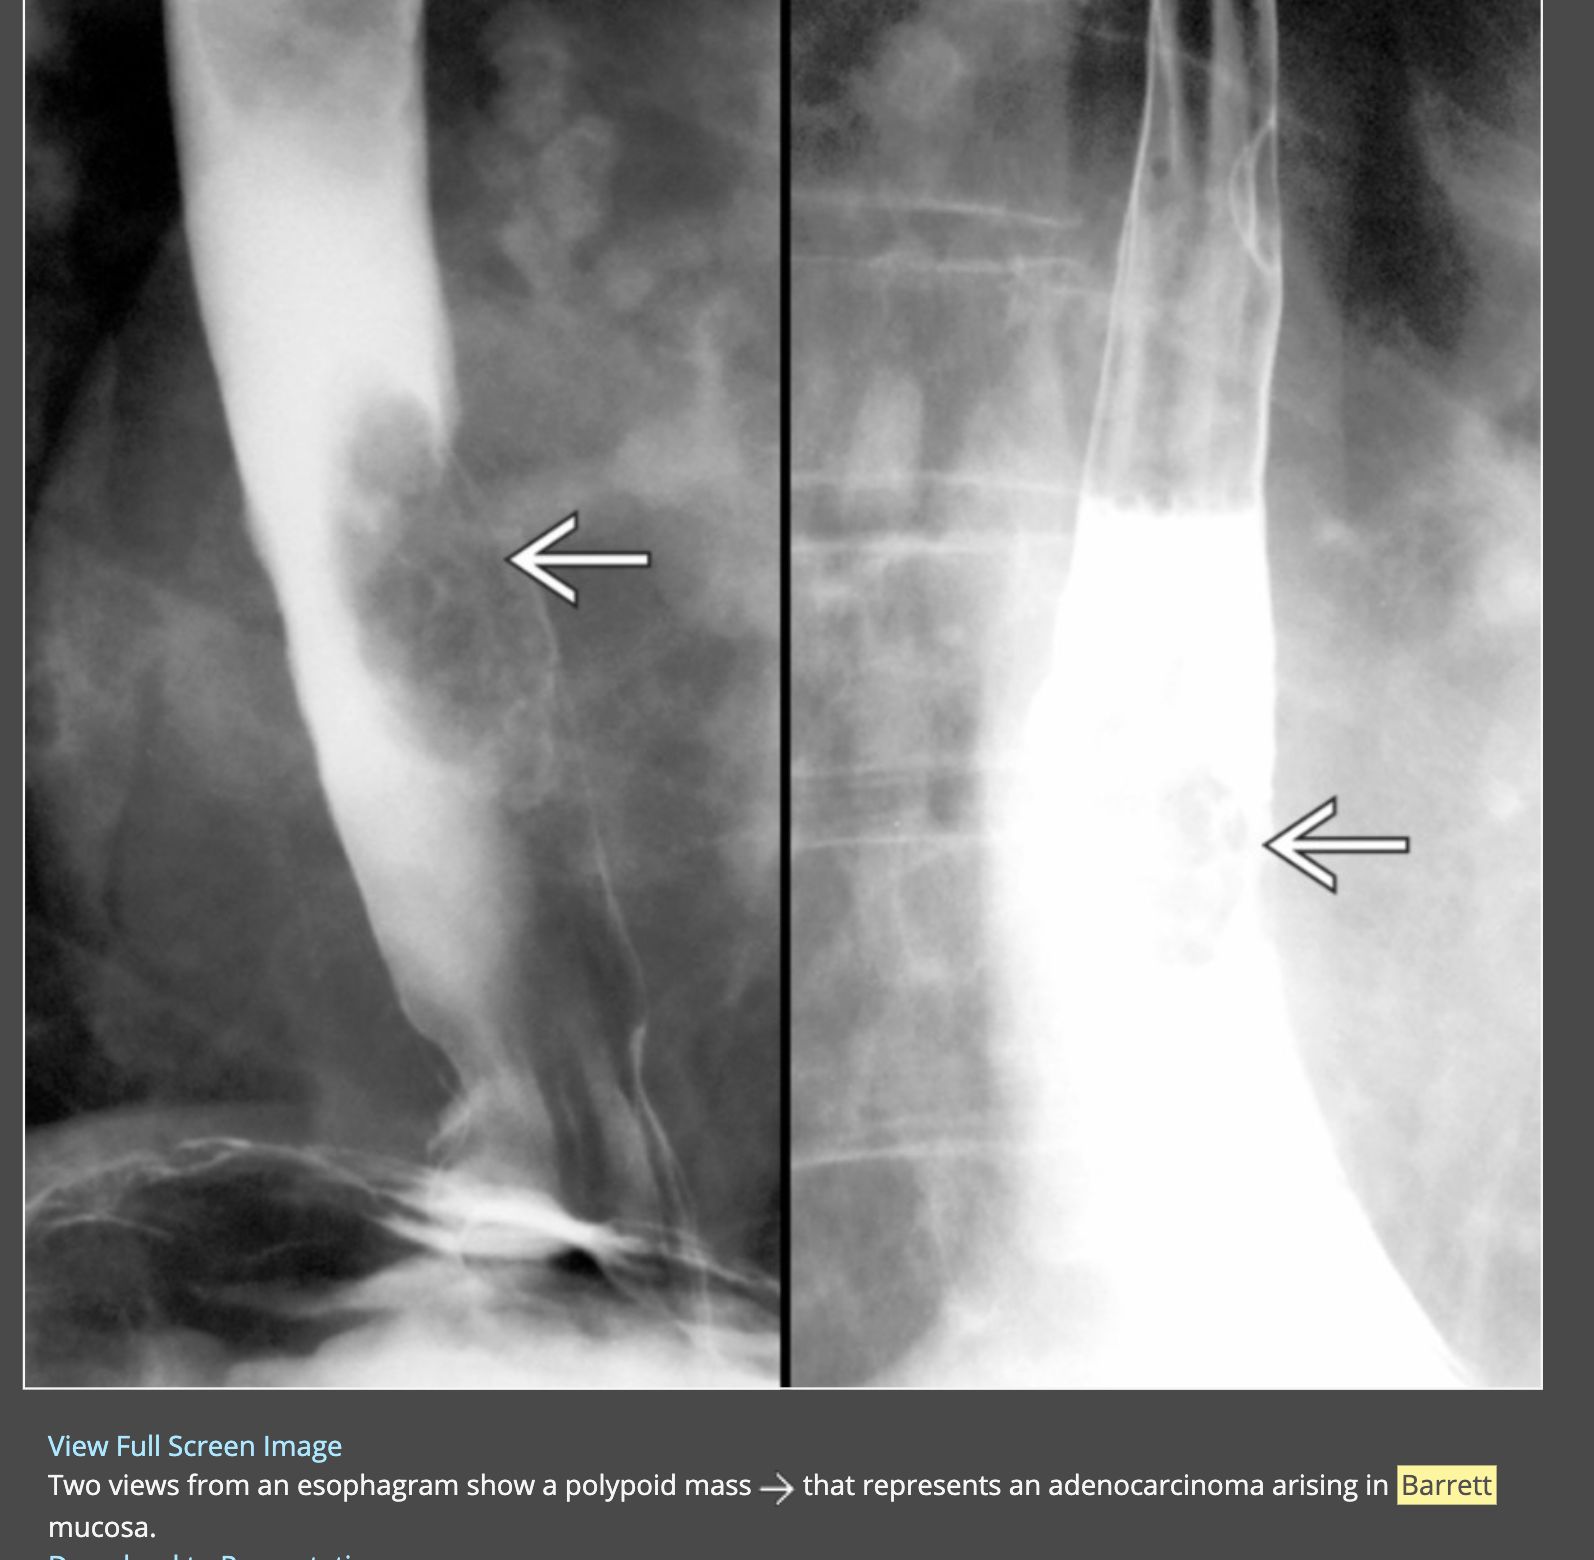 View Full Screen Image
Two views from an esophagram show a polypoid mass → that represents an adenocarcinoma arising in Barrett
mucosa.